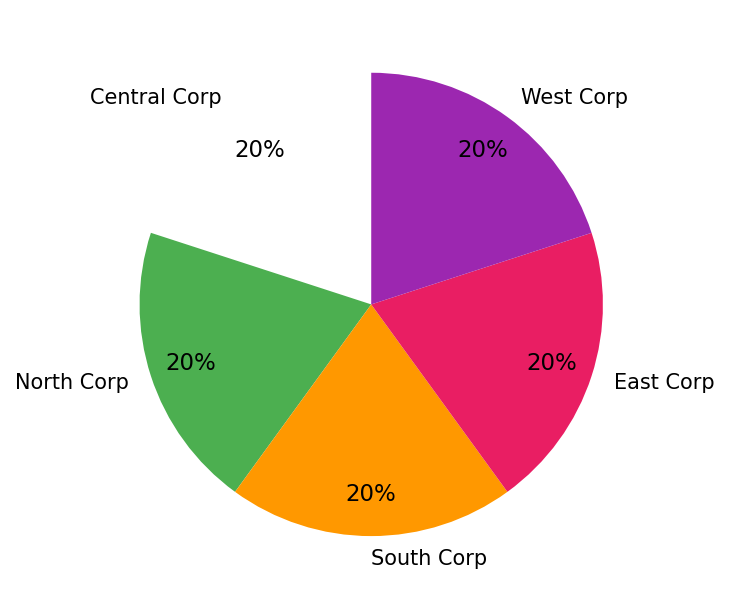 Central Corp
West Corp
20%
20%
20%
20%
North Corp
East Corp
20%
South Corp